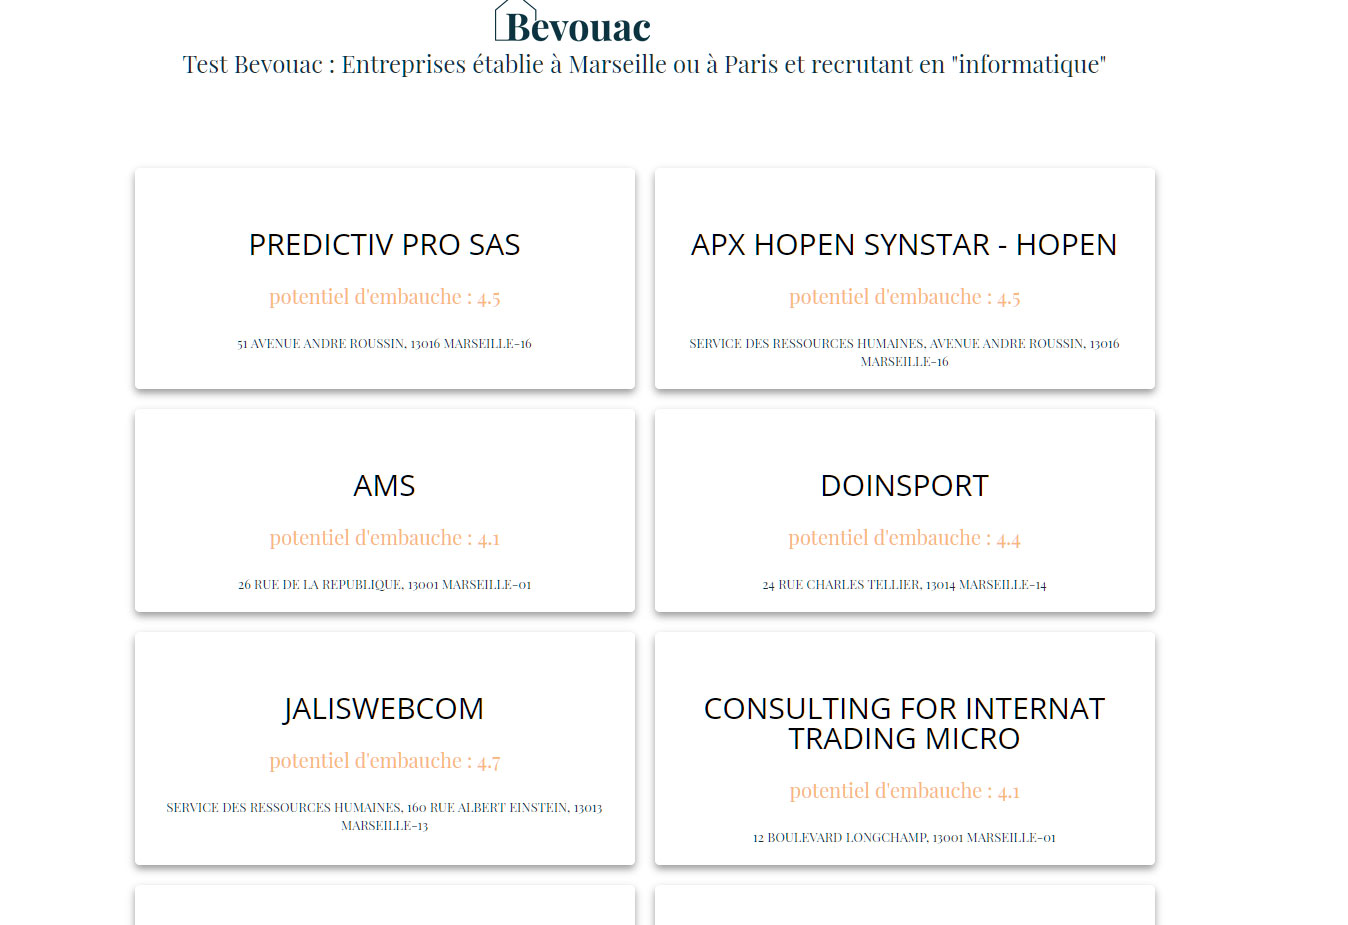 Bevouac
Test Bevouac : Entreprises établie à Marseille ou à Paris et recrutant en "informatique"
PREDICTIV PRO SAS
potentiel d'embauche : 4.5
51 AVENUE ANDRE ROUSSIN, 13016 MARSEILLE-16
APX HOPEN SYNSTAR - HOPEN
potentiel d'embauche : 4.5
SERVICE DES RESSOURCES HUMAINES, AVENUE ANDRE ROUSSIN, 13016
MARSEILLE-16
AMS
potentiel d'embauche : 4.1
26 RUE DE LA REPUBLIQUE, 13001 MARSEILLE-01
DOINSPORT
potentiel d'embauche : 4.4
24 RUE CHARLES TELLIER, 13014 MARSEILLE-14
JALISWEBCOM
potentiel d'embauche : 4.7
SERVICE DES RESSOURCES HUMAINES, 160 RUE ALBERT EINSTEIN, 13013
MARSEILLE-13
CONSULTING FOR INTERNAT
TRADING MICRO
potentiel d'embauche : 4.1
12 BOULEVARD LONGCHAMP, 13001 MARSEILLE-01